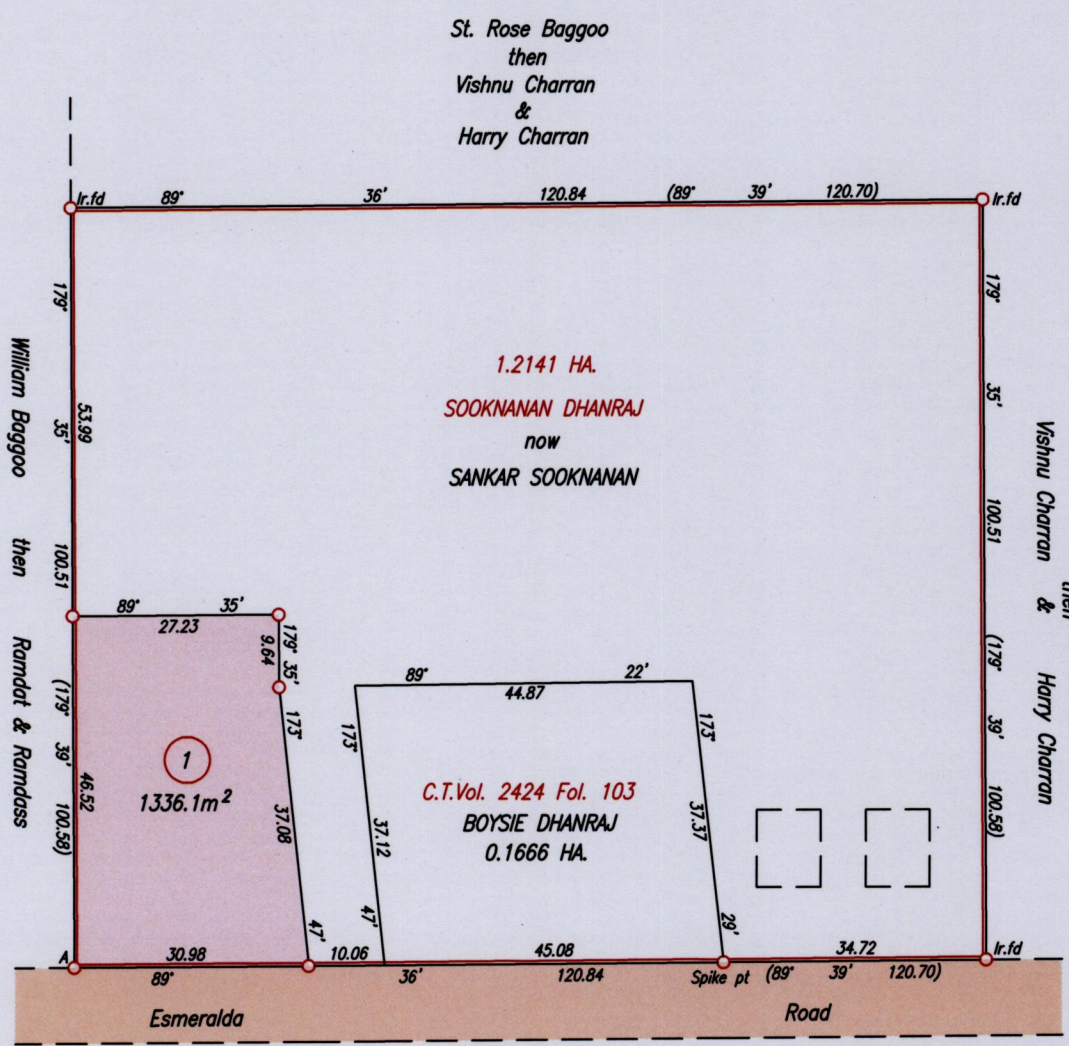 St. Rose Baggoo
then
Vishnu Charran
&
Harry Charran
Ir.fd 89° 36' 120.84 (89° 39' 120.70) Ir.fd
179° 35' 100.51 (179° 39' 100.58)
53.99
46.52
William Baggoo then Ramdat & Ramdass
179° 35' 100.51 (179° 39' 100.58)
then
Vishnu Charran & Harry Charran
1.2141 HA.
SOOKNANAN DHANRAJ
now
SANKAR SOOKNANAN
89° 35'
27.23
179° 35'
9.64
173° 47'
37.08
1
1336.1m²
89° 22'
44.87
173° 47'
37.12
173° 29'
37.37
C.T.Vol. 2424 Fol. 103
BOYSIE DHANRAJ
0.1666 HA.
A 30.98 10.06 45.08 34.72 Ir.fd
89° 36' 120.84 Spike pt (89° 39' 120.70)
Esmeralda Road